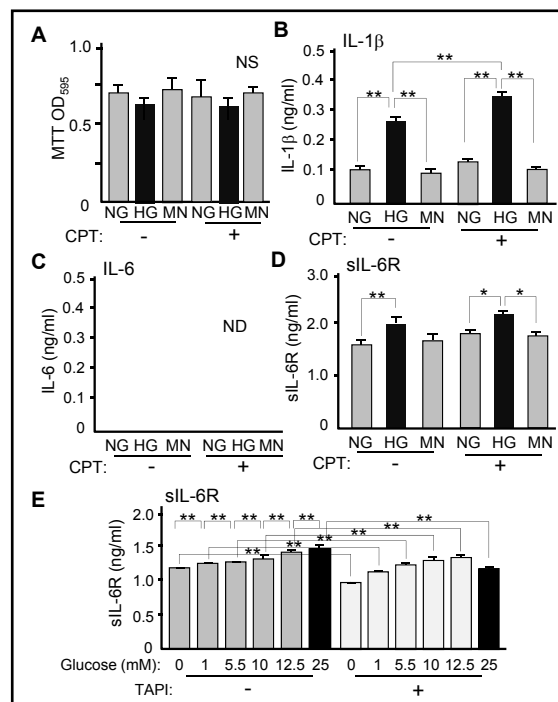 A
NS
MTT OD595
1.0
0.5
0
NG HG MN NG HG MN
CPT: - +
B
IL-1β
**
** ** ** **
IL-1β (ng/ml)
0.5
0.3
0.1
0
NG HG MN NG HG MN
CPT: - +
C
IL-6
ND
IL-6 (ng/ml)
0.5
0.4
0.3
0.2
0.1
0
NG HG MN NG HG MN
CPT: - +
D
sIL-6R
** * *
sIL-6R (ng/ml)
3.0
2.0
1.0
0
NG HG MN NG HG MN
CPT: - +
E
sIL-6R
** ** ** ** ** **
** **
** **
** **
sIL-6R (ng/ml)
2.0
1.5
1.0
0.5
0
Glucose (mM): 0 1 5.5 10 12.5 25 0 1 5.5 10 12.5 25
TAPI: - +